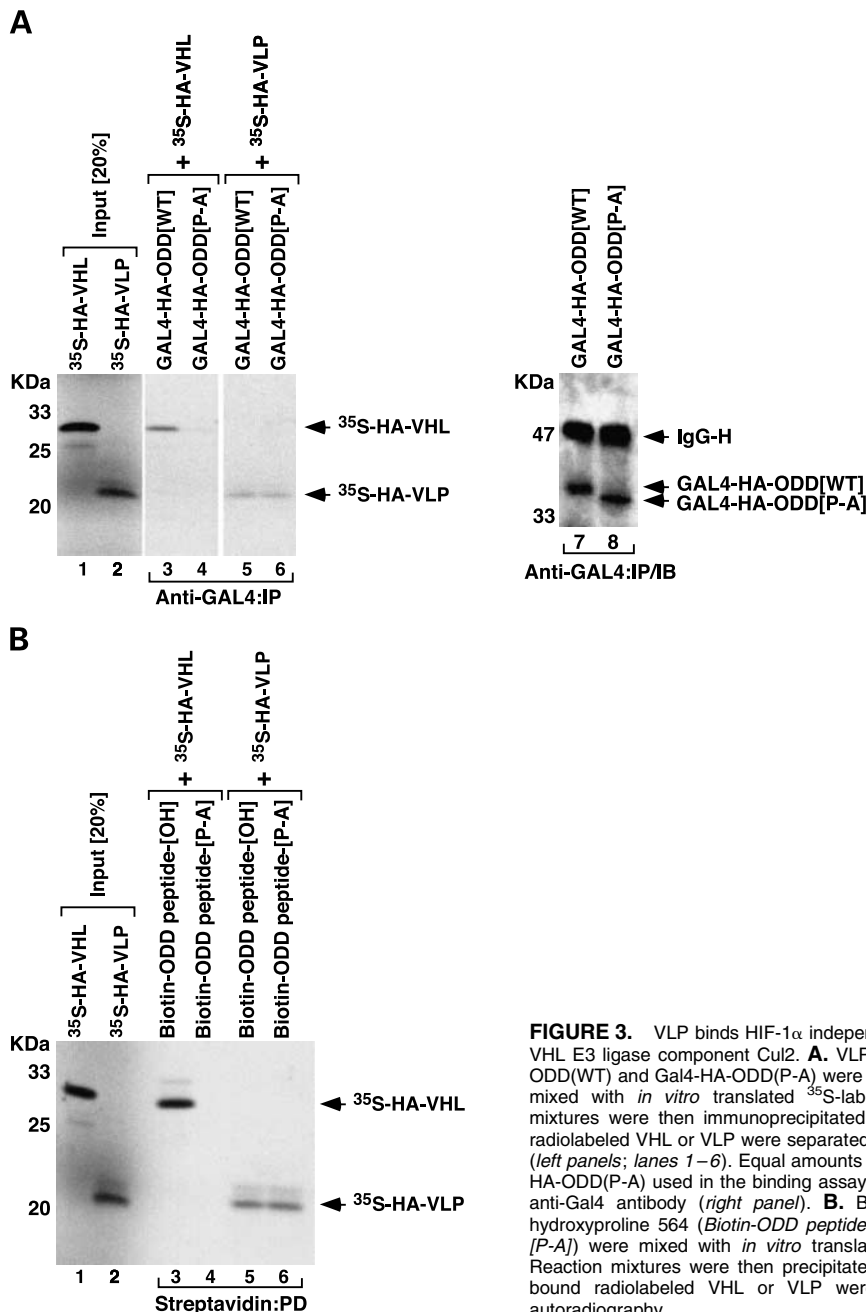 A
+ ³⁵S-HA-VHL
+ ³⁵S-HA-VLP
Input [20%]
³⁵S-HA-VHL
³⁵S-HA-VLP
GAL4-HA-ODD[WT]
GAL4-HA-ODD[P-A]
GAL4-HA-ODD[WT]
GAL4-HA-ODD[P-A]
KDa
33
25
20
³⁵S-HA-VHL
³⁵S-HA-VLP
1 2 3 4 5 6
Anti-GAL4:IP
GAL4-HA-ODD[WT]
GAL4-HA-ODD[P-A]
KDa
47
33
IgG-H
GAL4-HA-ODD[WT]
GAL4-HA-ODD[P-A]
7 8
Anti-GAL4:IP/IB
B
+ ³⁵S-HA-VHL
+ ³⁵S-HA-VLP
Input [20%]
³⁵S-HA-VHL
³⁵S-HA-VLP
Biotin-ODD peptide-[OH]
Biotin-ODD peptide-[P-A]
Biotin-ODD peptide-[OH]
Biotin-ODD peptide-[P-A]
KDa
33
25
20
³⁵S-HA-VHL
³⁵S-HA-VLP
1 2 3 4 5 6
Streptavidin:PD
FIGURE 3. VLP binds HIF-1α indepen
VHL E3 ligase component Cul2. A. VLP
ODD(WT) and Gal4-HA-ODD(P-A) were
mixed with in vitro translated ³⁵S-lab
mixtures were then immunoprecipitated
radiolabeled VHL or VLP were separated
(left panels; lanes 1–6). Equal amounts
HA-ODD(P-A) used in the binding assay
anti-Gal4 antibody (right panel). B. B
hydroxyproline 564 (Biotin-ODD peptide
[P-A]) were mixed with in vitro transla
Reaction mixtures were then precipitate
bound radiolabeled VHL or VLP wer
autoradiography